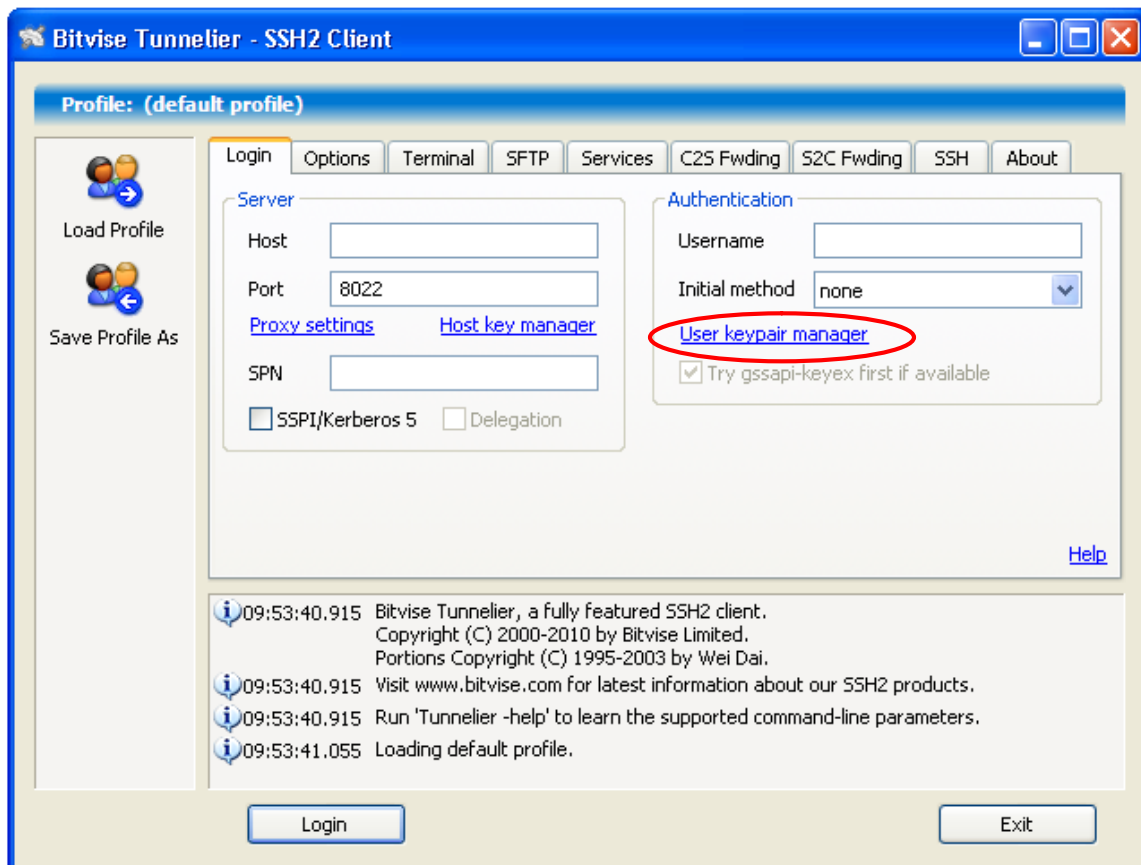 Bitvise Tunnelier - SSH2 Client
Profile: (default profile)
Load Profile
Save Profile As
Login Options Terminal SFTP Services C2S Fwding S2C Fwding SSH About
Server
Host
Port 8022
Proxy settings Host key manager
SPN
SSPI/Kerberos 5 Delegation
Authentication
Username
Initial method none
User keypair manager
Try gssapi-keyex first if available
Help
09:53:40.915 Bitvise Tunnelier, a fully featured SSH2 client.
Copyright (C) 2000-2010 by Bitvise Limited.
Portions Copyright (C) 1995-2003 by Wei Dai.
09:53:40.915 Visit www.bitvise.com for latest information about our SSH2 products.
09:53:40.915 Run 'Tunnelier -help' to learn the supported command-line parameters.
09:53:41.055 Loading default profile.
Login Exit